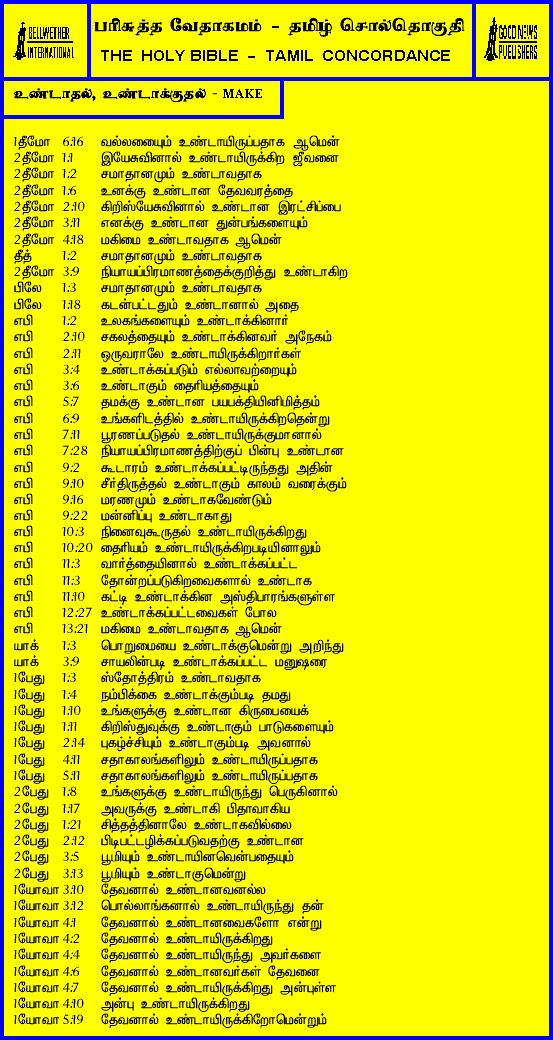 BELLWETHER
INTERNATIONAL
பரிசுத்த வேதாகமம் - தமிழ் சொல்தொகுதி
THE HOLY BIBLE - TAMIL CONCORDANCE
GOOD NEWS
PUBLISHERS
உண்டாதல், உண்டாக்குதல் - MAKE
1தீமோ 6:16 வல்லமையும் உண்டாயிருப்பதாக ஆமென்
2தீமோ 1:1 இயேசுவினால் உண்டாயிருக்கிற ஜீவனை
2தீமோ 1:2 சமாதானமும் உண்டாவதாக
2தீமோ 1:6 உனக்கு உண்டான தேவவரத்தை
2தீமோ 2:10 கிறிஸ்யேசுவினால் உண்டான இரட்சிப்பை
2தீமோ 3:11 எனக்கு உண்டான துன்பங்களையும்
2தீமோ 4:18 மகிமை உண்டாவதாக ஆமென்
தீத் 1:2 சமாதானமும் உண்டாவதாக
2தீமோ 3:9 நியாயப்பிரமாணத்தைக்குறித்து உண்டாகிற
பிலே 1:3 சமாதானமும் உண்டாவதாக
பிலே 1:18 கடன்பட்டதும் உண்டானால் அதை
எபி 1:2 உலகங்களையும் உண்டாக்கினார்
எபி 2:10 சகலத்தையும் உண்டாக்கினவர் அநேகம்
எபி 2:11 ஒருவராலே உண்டாயிருக்கிறார்கள்
எபி 3:4 உண்டாக்கப்படும் எல்லாவற்றையும்
எபி 3:6 உண்டாகும் தைரியத்தையும்
எபி 5:7 தமக்கு உண்டான பயபக்தியினிமித்தம்
எபி 6:9 உங்களிடத்தில் உண்டாயிருக்கிறதென்று
எபி 7:11 பூரணப்படுதல் உண்டாயிருக்குமானால்
எபி 7:28 நியாயப்பிரமாணத்திற்குப் பின்பு உண்டான
எபி 9:2 கூடாரம் உண்டாக்கப்பட்டிருந்தது அதின்
எபி 9:10 சீர்திருத்தல் உண்டாகும் காலம் வரைக்கும்
எபி 9:16 மரணமும் உண்டாகவேண்டும்
எபி 9:22 மன்னிப்பு உண்டாகாது
எபி 10:3 நினைவுகூருதல் உண்டாயிருக்கிறது
எபி 10:20 தைரியம் உண்டாயிருக்கிறபடியினாலும்
எபி 11:3 வார்த்தையினால் உண்டாக்கப்பட்ட
எபி 11:3 தோன்றப்படுகிறவைகளால் உண்டாக
எபி 11:10 கட்டி உண்டாக்கின அஸ்திபாரங்களுள்ள
எபி 12:27 உண்டாக்கப்பட்டவைகள் போல
எபி 13:21 மகிமை உண்டாவதாக ஆமென்
யாக் 1:3 பொறுமையை உண்டாக்குமென்று அறிந்து
யாக் 3:9 சாயலின்படி உண்டாக்கப்பட்ட மனுஷரை
1பேது 1:3 ஸ்தோத்திரம் உண்டாவதாக
1பேது 1:4 நம்பிக்கை உண்டாக்கும்படி தமது
1பேது 1:10 உங்களுக்கு உண்டான கிருபையைக்
1பேது 1:11 கிறிஸ்துவுக்கு உண்டாகும் பாடுகளையும்
1பேது 2:14 புகழ்ச்சியும் உண்டாகும்படி அவனால்
1பேது 4:11 சதாகாலங்களிலும் உண்டாயிருப்பதாக
1பேது 5:11 சதாகாலங்களிலும் உண்டாயிருப்பதாக
2பேது 1:8 உங்களுக்கு உண்டாயிருந்து பெருகினால்
2பேது 1:17 அவருக்கு உண்டாகி பிதாவாகிய
2பேது 1:21 சித்தத்தினாலே உண்டாகவில்லை
2பேது 2:12 பிடிபட்டழிக்கப்படுவதற்கு உண்டான
2பேது 3:5 பூமியும் உண்டாயினவென்பதையும்
2பேது 3:13 பூமியும் உண்டாகுமென்று
1யோவா 3:10 தேவனால் உண்டானவனல்ல
1யோவா 3:12 பொல்லாங்கனால் உண்டாயிருந்து தன்
1யோவா 4:1 தேவனால் உண்டானவைகளோ என்று
1யோவா 4:2 தேவனால் உண்டாயிருக்கிறது
1யோவா 4:4 தேவனால் உண்டாயிருந்து அவர்களை
1யோவா 4:6 தேவனால் உண்டானவர்கள் தேவனை
1யோவா 4:7 தேவனால் உண்டாயிருக்கிறது அன்புள்ள
1யோவா 4:10 அன்பு உண்டாயிருக்கிறது
1யோவா 5:19 தேவனால் உண்டாயிருக்கிறோமென்றும்